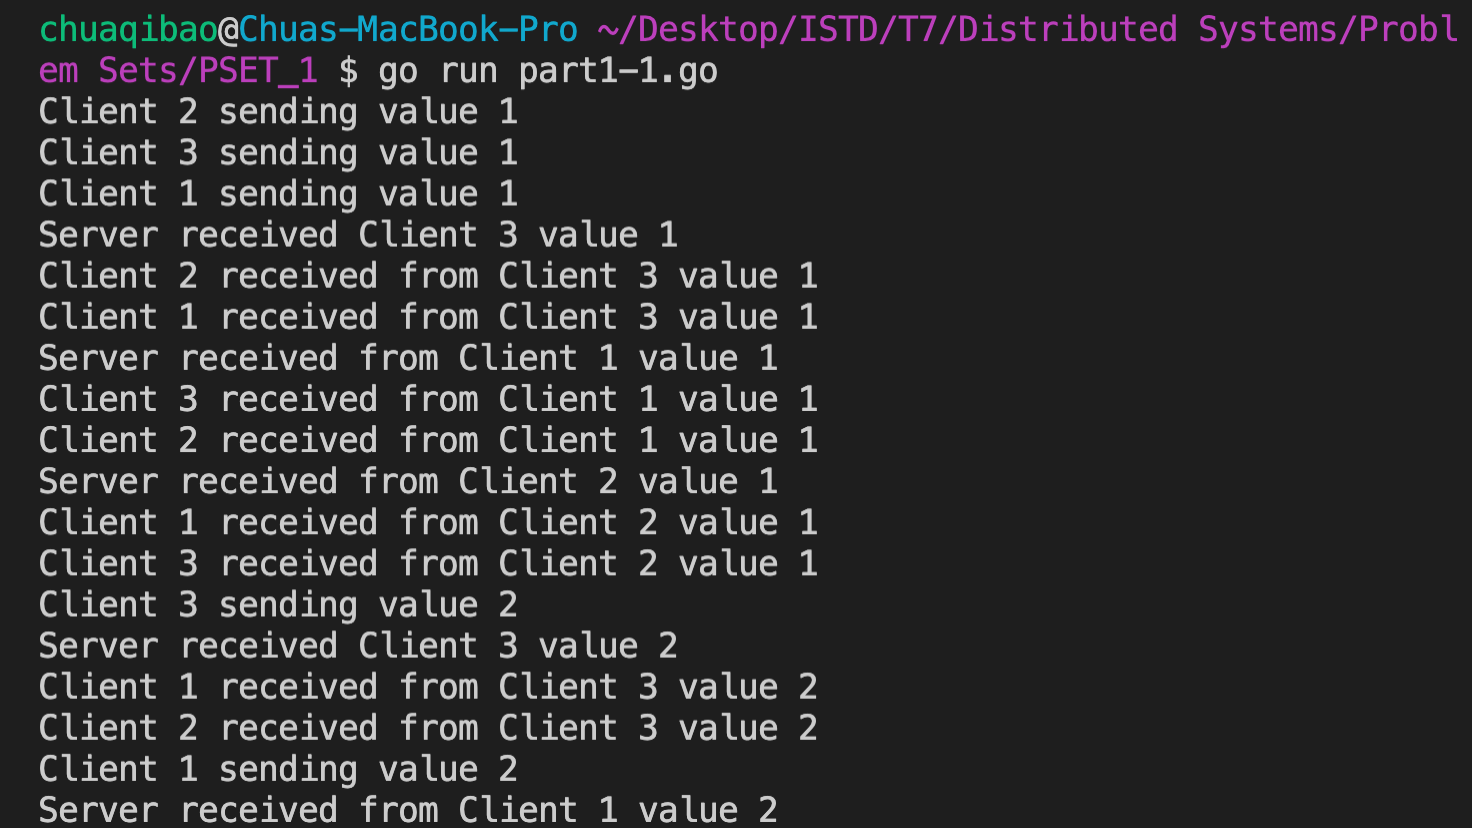 chuaqibao@Chuas-MacBook-Pro ~/Desktop/ISTD/T7/Distributed Systems/Probl
em Sets/PSET_1 $ go run part1-1.go
Client 2 sending value 1
Client 3 sending value 1
Client 1 sending value 1
Server received Client 3 value 1
Client 2 received from Client 3 value 1
Client 1 received from Client 3 value 1
Server received from Client 1 value 1
Client 3 received from Client 1 value 1
Client 2 received from Client 1 value 1
Server received from Client 2 value 1
Client 1 received from Client 2 value 1
Client 3 received from Client 2 value 1
Client 3 sending value 2
Server received Client 3 value 2
Client 1 received from Client 3 value 2
Client 2 received from Client 3 value 2
Client 1 sending value 2
Server received from Client 1 value 2